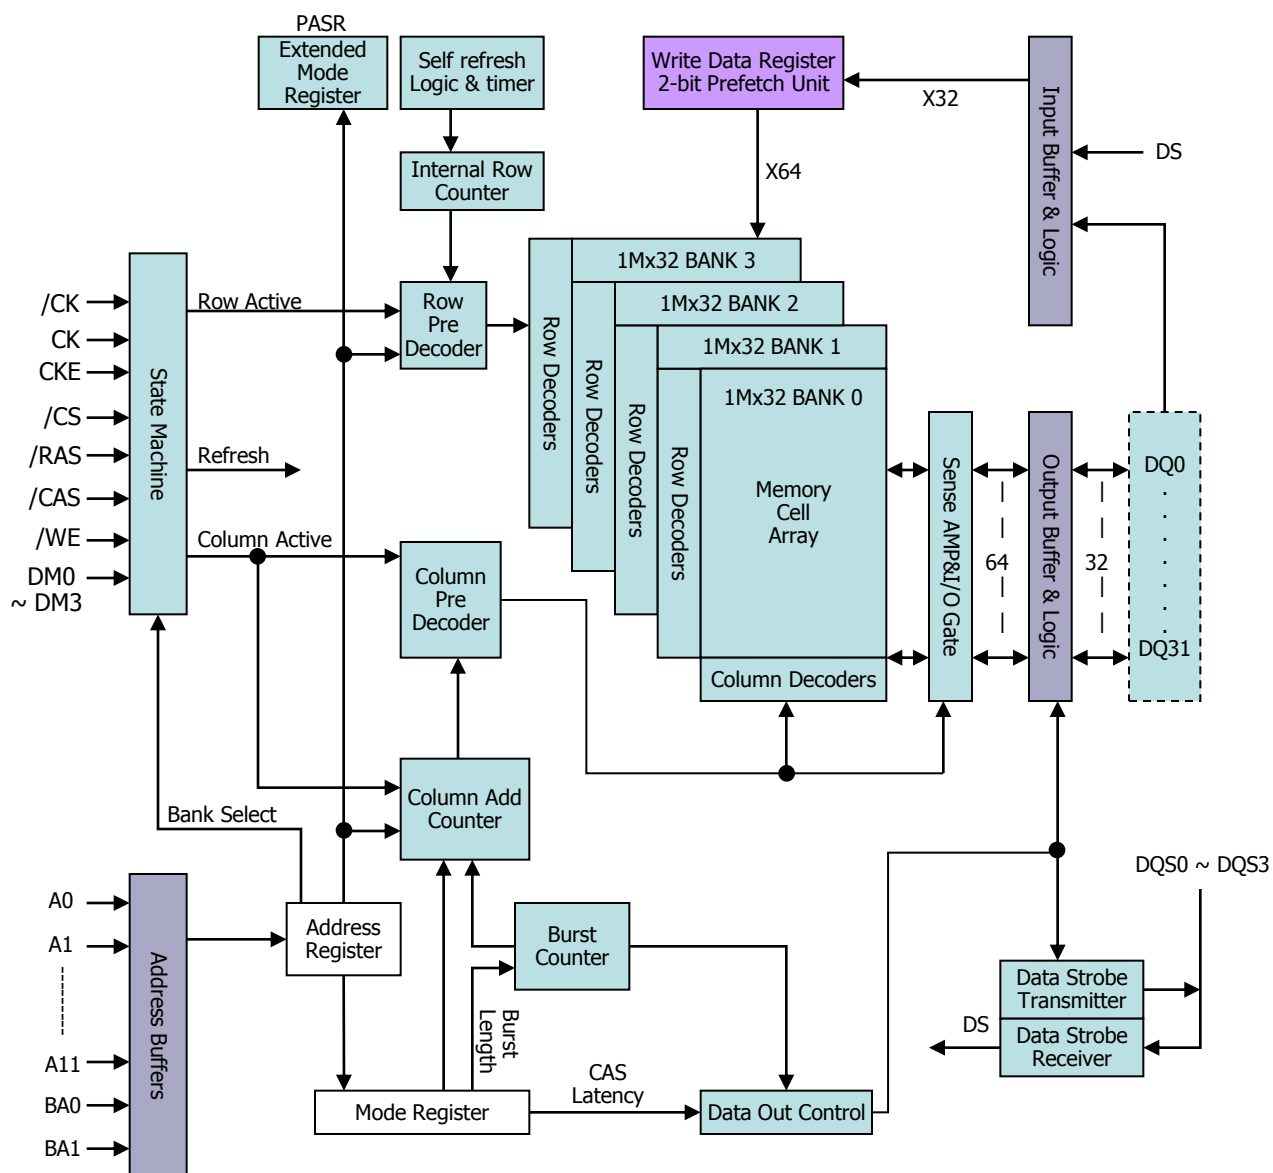 PASR
Extended
Mode
Register
Self refresh
Logic & timer
Write Data Register
2-bit Prefetch Unit
X32
Input Buffer & Logic
DS
Internal Row
Counter
X64
1Mx32 BANK 3
1Mx32 BANK 2
1Mx32 BANK 1
1Mx32 BANK 0
Row Decoders
Row Decoders
Row Decoders
Row Decoders
Memory
Cell
Array
Column Decoders
Row
Pre
Decoder
Row Active
Refresh
Column Active
State Machine
/CK
CK
CKE
/CS
/RAS
/CAS
/WE
DM0
~ DM3
Column
Pre
Decoder
Sense AMP&I/O Gate
64
Output Buffer & Logic
32
DQ0
DQ31
Column Add
Counter
Bank Select
A0
A1
A11
BA0
BA1
Address Buffers
Address
Register
Burst
Counter
Burst
Length
Mode Register
CAS
Latency
Data Out Control
DQS0 ~ DQS3
Data Strobe
Transmitter
Data Strobe
Receiver
DS